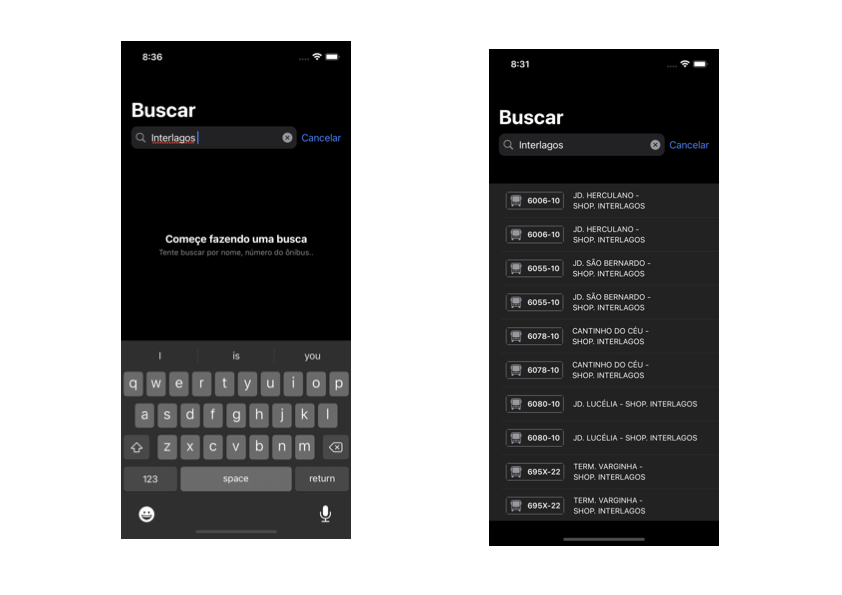 8:36
Buscar
Interlagos
Cancelar
Começe fazendo uma busca
Tente buscar por nome, número do ônibus..
I is you
q w e r t y u i o p
a s d f g h j k l
z x c v b n m
123 space return
8:31
Buscar
Interlagos
Cancelar
6006-10
JD. HERCULANO -
SHOP. INTERLAGOS
6006-10
JD. HERCULANO -
SHOP. INTERLAGOS
6055-10
JD. SÃO BERNARDO -
SHOP. INTERLAGOS
6055-10
JD. SÃO BERNARDO -
SHOP. INTERLAGOS
6078-10
CANTINHO DO CÉU -
SHOP. INTERLAGOS
6078-10
CANTINHO DO CÉU -
SHOP. INTERLAGOS
6080-10
JD. LUCÉLIA - SHOP. INTERLAGOS
6080-10
JD. LUCÉLIA - SHOP. INTERLAGOS
695X-22
TERM. VARGINHA -
SHOP. INTERLAGOS
695X-22
TERM. VARGINHA -
SHOP. INTERLAGOS